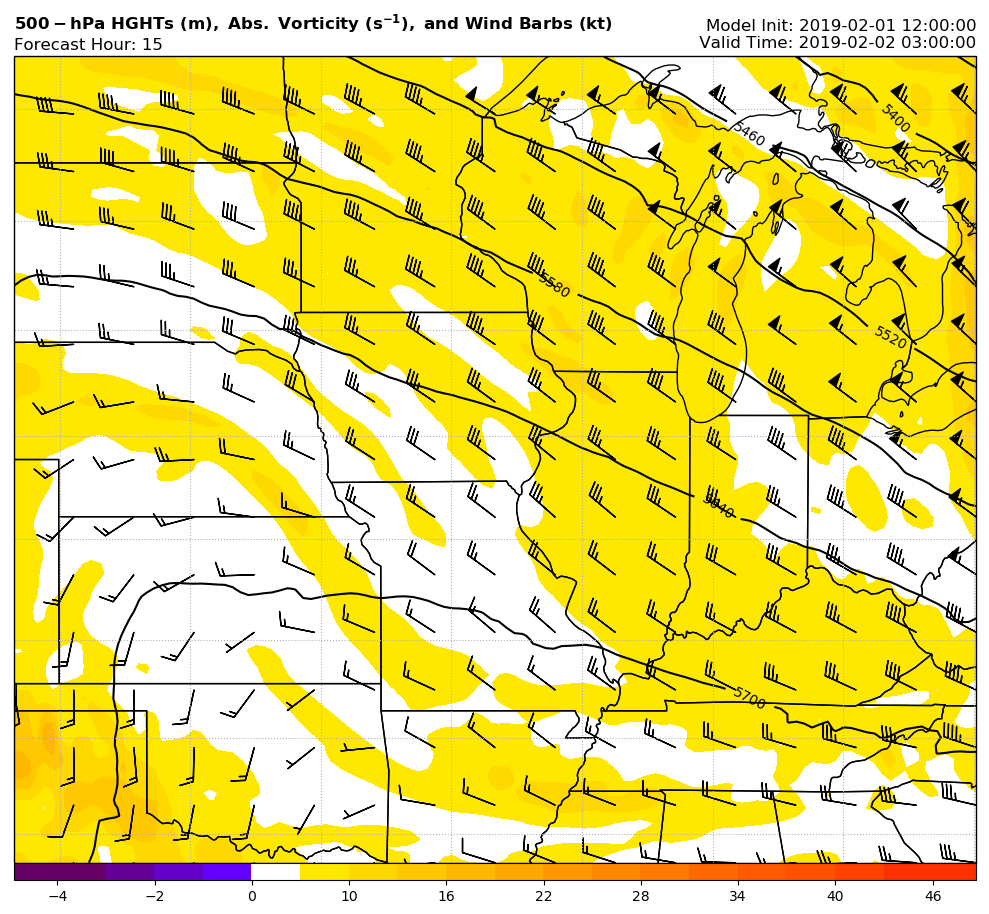 500-hPa HGHTs (m), Abs. Vorticity (s⁻¹), and Wind Barbs (kt)
Model Init: 2019-02-01 12:00:00
Forecast Hour: 15
Valid Time: 2019-02-02 03:00:00
5400
5460
5580
5520
5640
5700
−4 −2 0 10 16 22 28 34 40 46